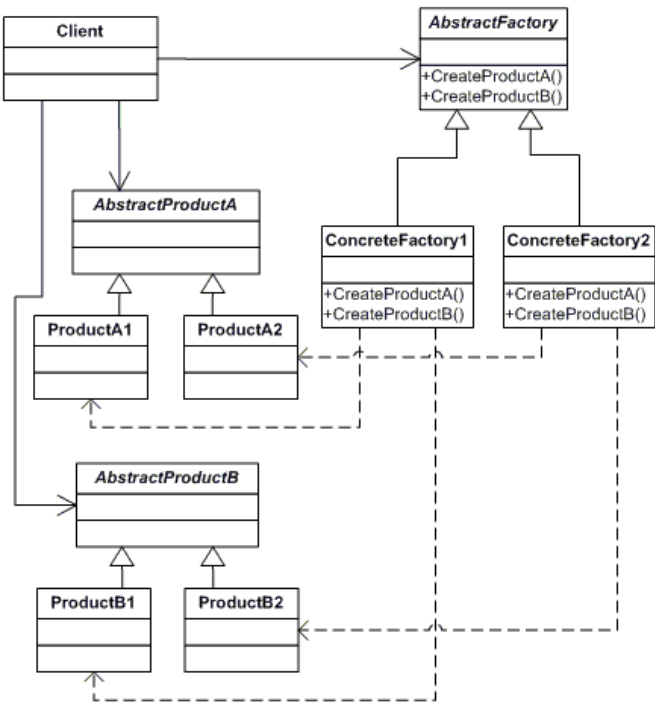 Client
AbstractFactory
+CreateProductA()
+CreateProductB()
AbstractProductA
ConcreteFactory1
+CreateProductA()
+CreateProductB()
ConcreteFactory2
+CreateProductA()
+CreateProductB()
ProductA1
ProductA2
AbstractProductB
ProductB1
ProductB2